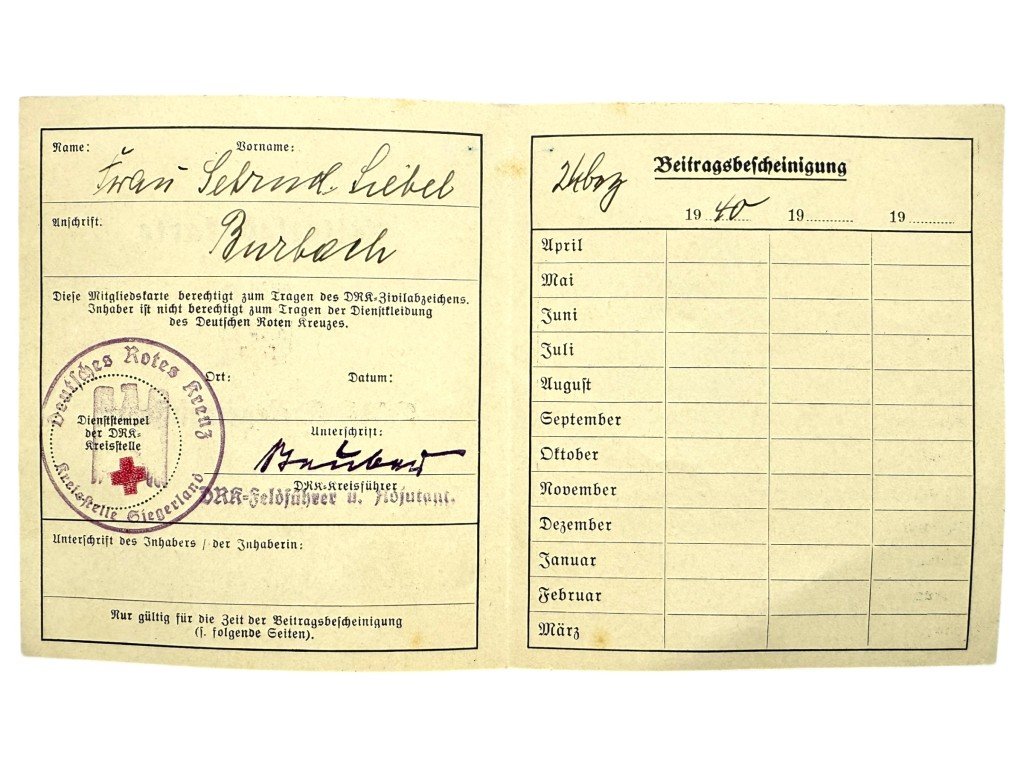 Name: Vorname:
Frau Liebel
Anschrift.
Burbach
Diese Mitgliedskarte berechtigt zum Tragen des DRK-Zivilabzeichens.
Inhaber ist nicht berechtigt zum Tragen der Dienstkleidung
des Deutschen Roten Kreuzes.
Deutsches Rotes Kreuz
Kreisstelle Siegerland
Dienststempel
der DRK-
Kreisstelle
Ort: Datum:
Unterschrift:
DRK-Kreisführer
DRK-Feldführer u. Adjutant.
Unterschrift des Inhabers / der Inhaberin:
Nur gültig für die Zeit der Beitragsbescheinigung
(s. folgende Seiten).
Beitragsbescheinigung
19 40 19 19
April
Mai
Juni
Juli
August
September
Oktober
November
Dezember
Januar
Februar
März